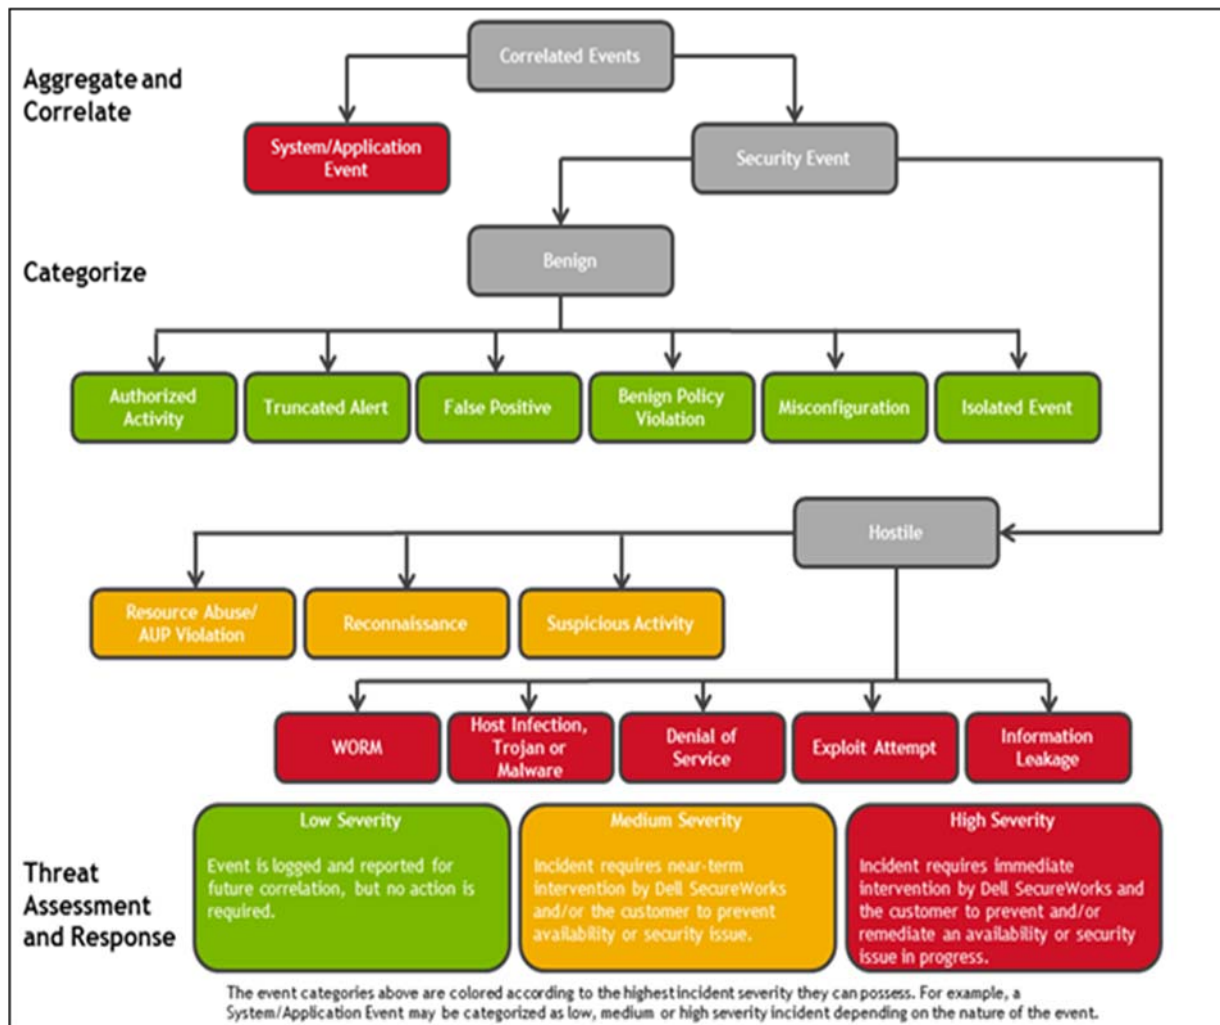 Correlated Events
Aggregate and
Correlate
System/Application
Event
Security Event
Benign
Categorize
Authorized
Activity
Truncated Alert
False Positive
Benign Policy
Violation
Misconfiguration
Isolated Event
Hostile
Resource Abuse/
AUP Violation
Reconnaissance
Suspicious Activity
WORM
Host Infection,
Trojan or
Malware
Denial of
Service
Exploit Attempt
Information
Leakage
Threat
Assessment
and Response
Low Severity
Event is logged and reported for
future correlation, but no action is
required.
Medium Severity
Incident requires near-term
intervention by Dell SecureWorks
and/or the customer to prevent
availability or security issue.
High Severity
Incident requires immediate
intervention by Dell SecureWorks and
the customer to prevent and/or
remediate an availability or security
issue in progress.
The event categories above are colored according to the highest incident severity they can possess. For example, a
System/Application Event may be categorized as low, medium or high severity incident depending on the nature of the event.